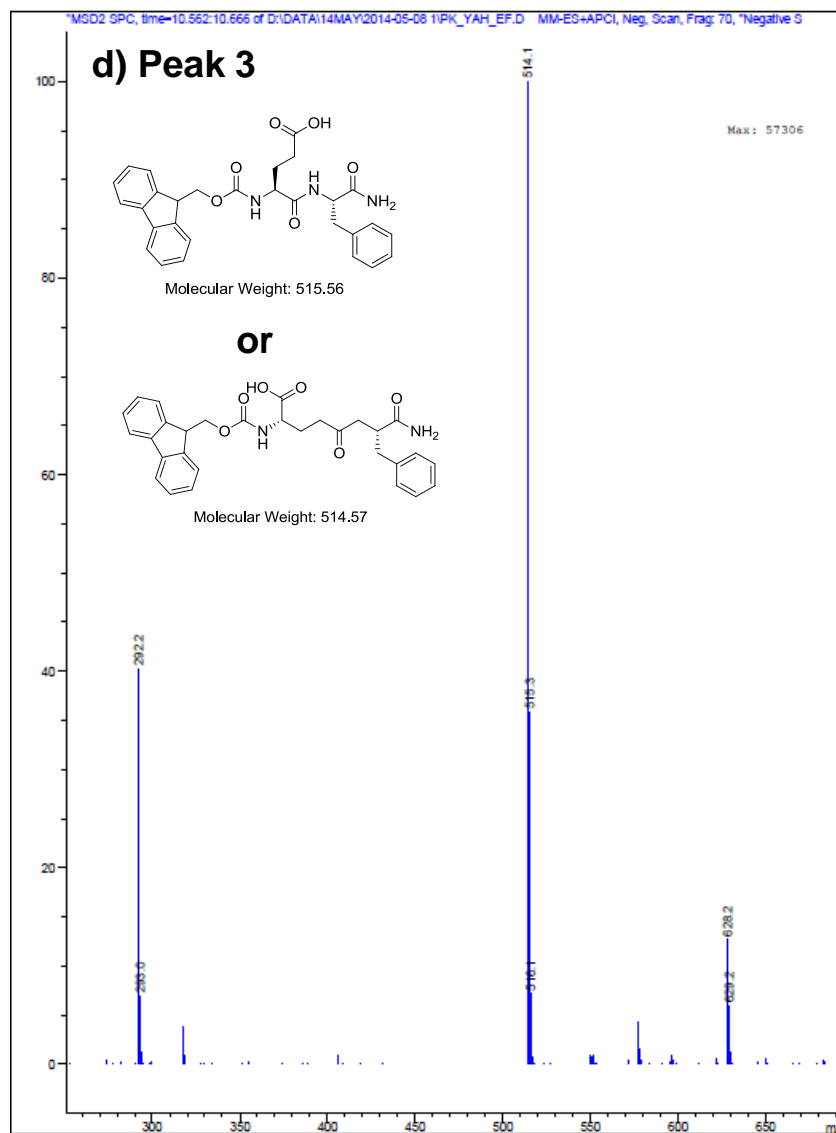 "MSD2 SPC, time=10.562:10.666 of D:\DATA\14MAY\2014-05-08 1\PK_YAH_EF.D MM-ES+APCI, Neg, Scan, Frag: 70, "Negative S
d) Peak 3
Max: 57306
514.1
100
O
OH
O
O
N
H
O
H
N
O
NH2
Molecular Weight: 515.56
80
or
HO
O
O
O
N
H
O
O
NH2
Molecular Weight: 514.57
60
40
292.2
515.3
20
293.0
516.1
628.2
629.2
0
300
350
400
450
500
550
600
650
m